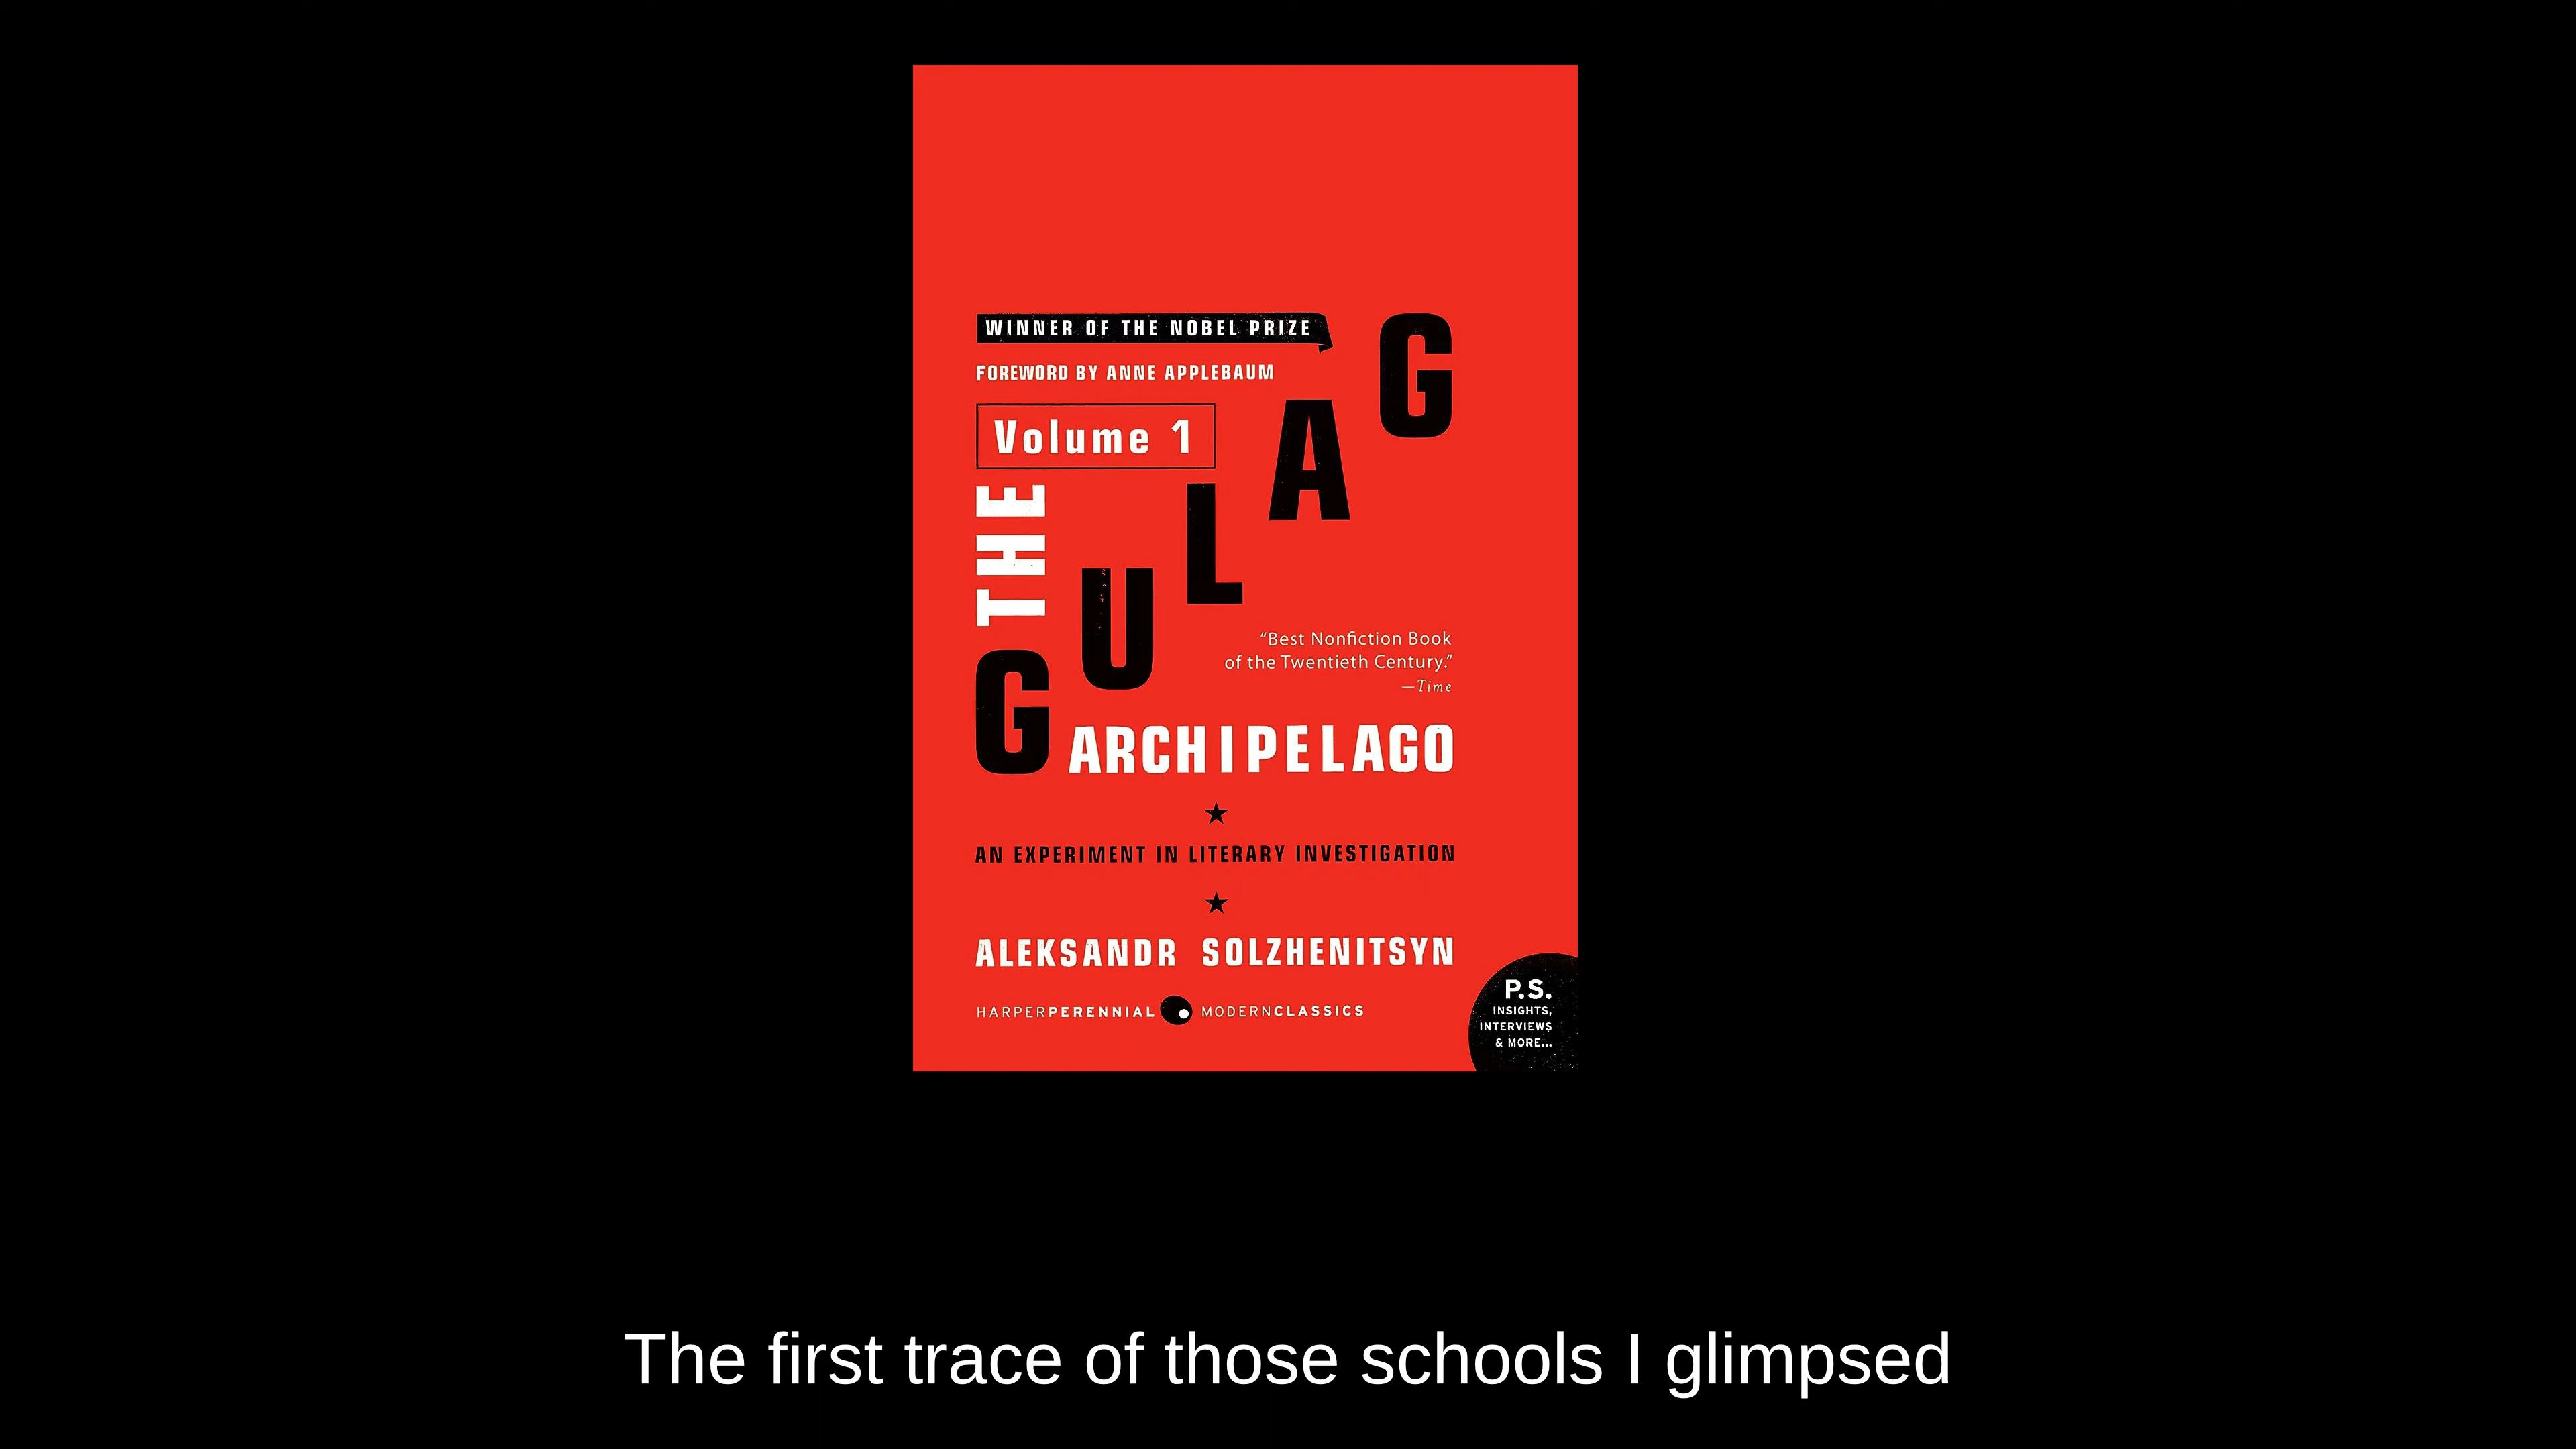 WINNER OF THE NOBEL PRIZE
FOREWORD BY ANNE APPLEBAUM
Volume 1
THE
GULAG
"Best Nonfiction Book
of the Twentieth Century."
—Time
ARCHIPELAGO
AN EXPERIMENT IN LITERARY INVESTIGATION
ALEKSANDR SOLZHENITSYN
HARPERPERENNIAL MODERNCLASSICS
P.S.
INSIGHTS,
INTERVIEWS
& MORE...
The first trace of those schools I glimpsed